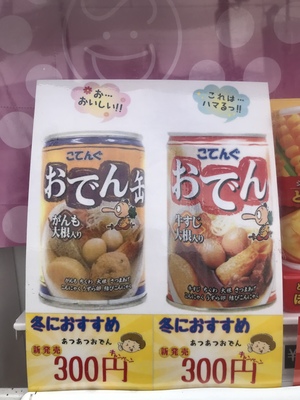 お…
おいしい!!
これは…
ハマるっ!!
こてんぐ
おでん缶
がんも
大根入り
こてんぐ
おでん
牛すじ
大根入り
冬におすすめ
あつあつおでん
新発売
300円
冬におすすめ
あつあつおでん
新発売
300円